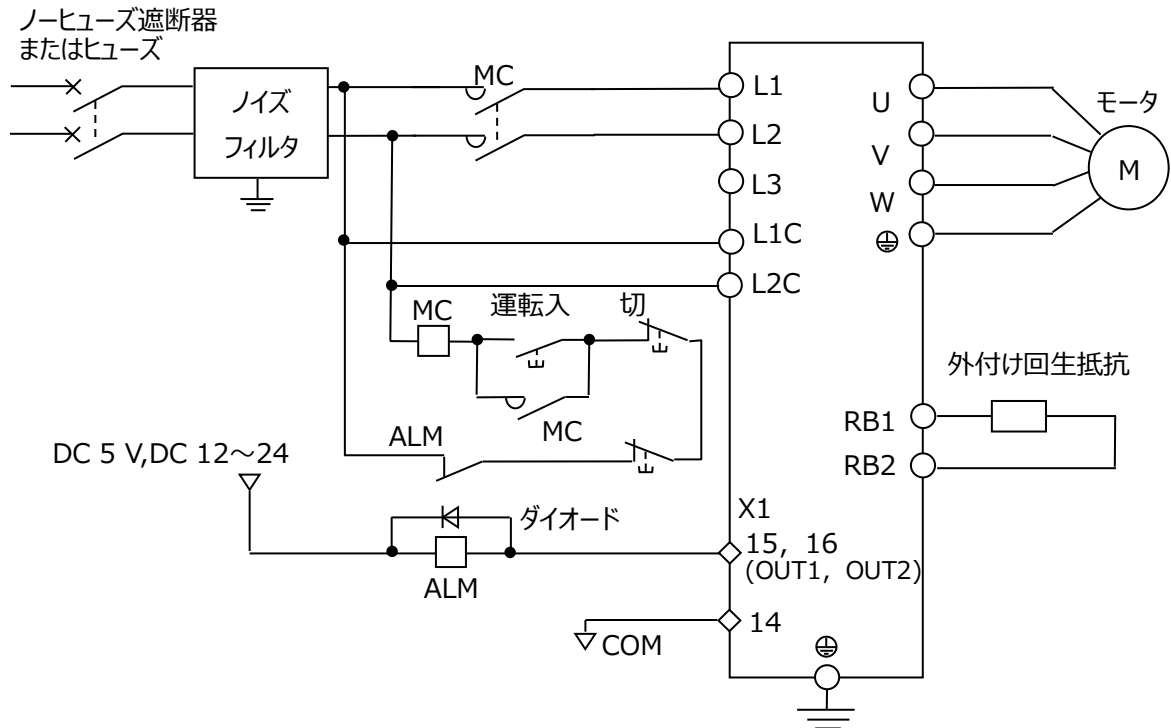 ノーヒューズ遮断器
またはヒューズ
ノイズ
フィルタ
MC
L1
L2
L3
L1C
L2C
U
V
W
モータ
M
MC
運転入
切
MC
ALM
外付け回生抵抗
RB1
RB2
DC 5 V,DC 12～24
ダイオード
ALM
X1
15, 16
(OUT1, OUT2)
14
COM